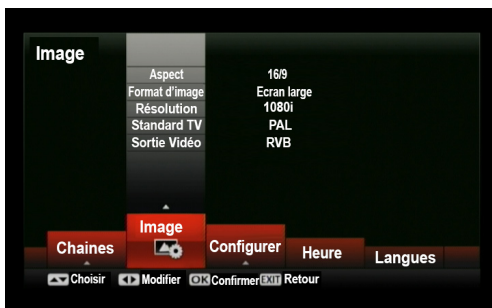 Image
Aspect 16/9
Format d'image Ecran large
Résolution 1080i
Standard TV PAL
Sortie Vidéo RVB
Chaines Image Configurer Heure Langues
Choisir Modifier OK Confirmer EXIT Retour